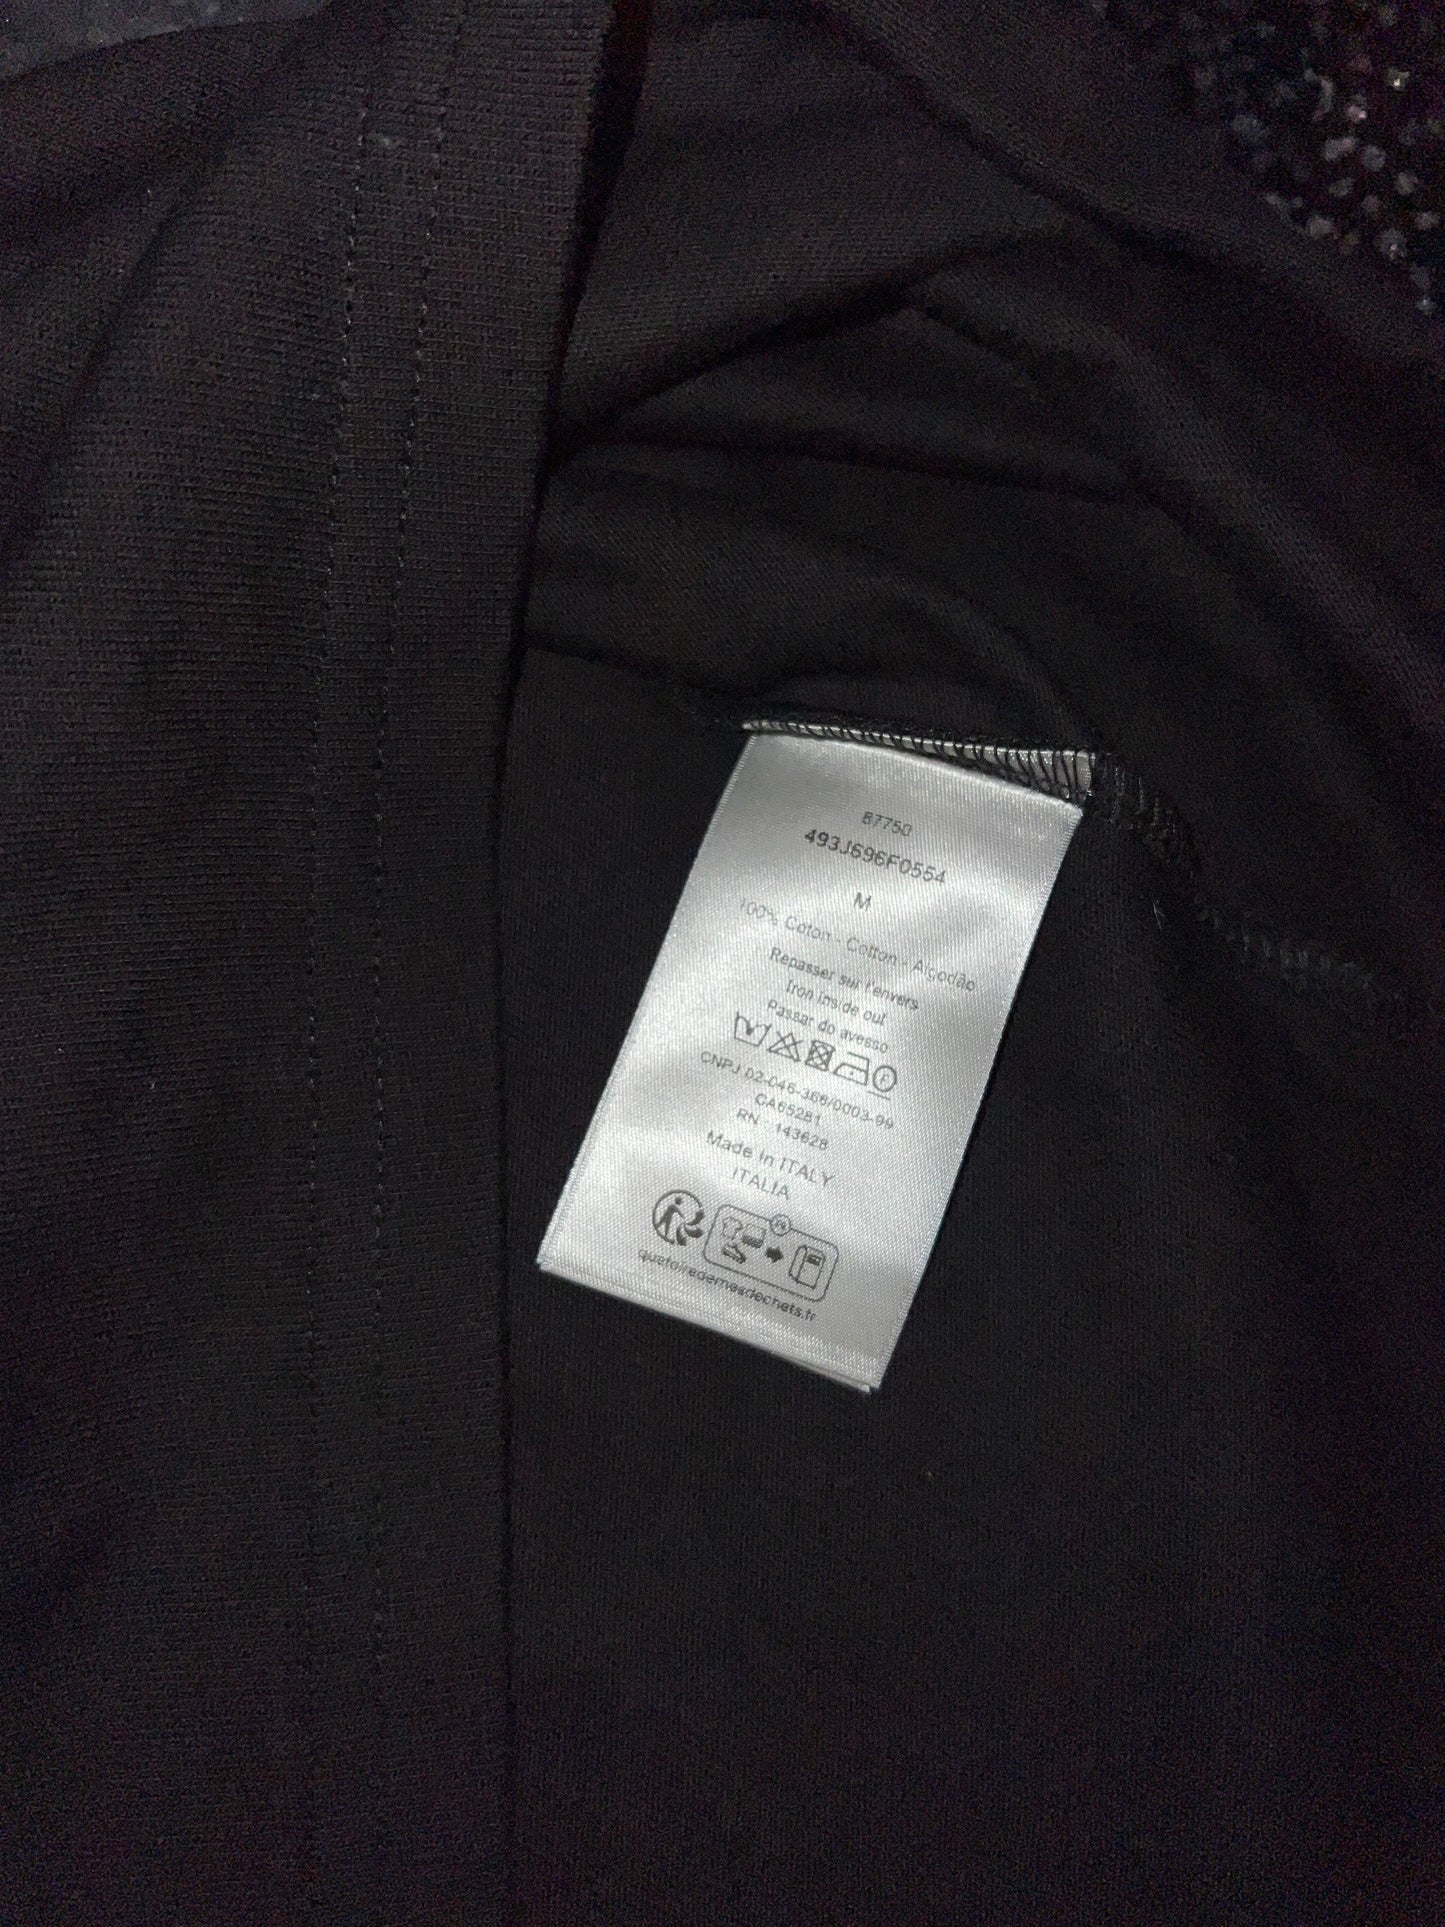 87750
493J696F0554
M
100% Coton - Cotton - Algodão
Repasser sur l'envers
Iron inside out
Passar do avesso
CNPJ 02-046-366/0003-99
CA65281
RN : 143628
Made in ITALY
ITALIA
FR
quefairedemesdechets.fr